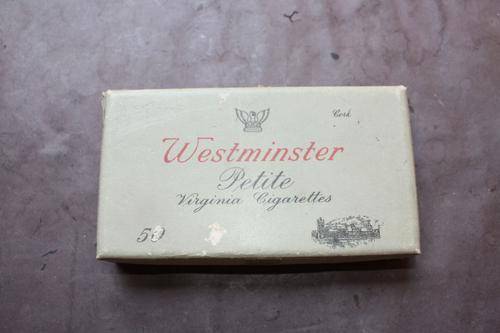 Cork
Westminster
Petite
Virginia Cigarettes
50